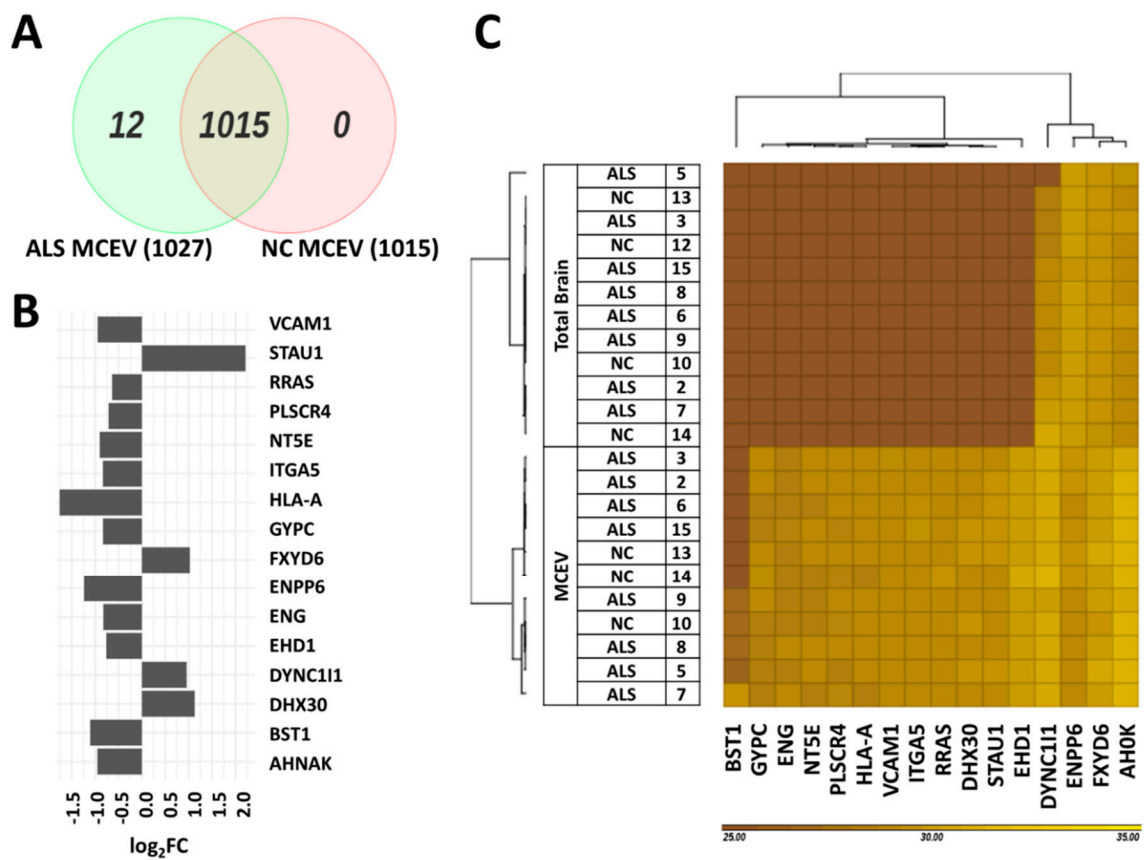 A
12
1015
0
ALS MCEV (1027)
NC MCEV (1015)
B
VCAM1
STAU1
RRAS
PLSCR4
NT5E
ITGA5
HLA-A
GYPC
FXYD6
ENPP6
ENG
EHD1
DYNC1I1
DHX30
BST1
AHNAK
-1.5
-1.0
-0.5
0.0
0.5
1.0
1.5
2.0
log2FC
C
Total Brain
ALS 5
NC 13
ALS 3
NC 12
ALS 15
ALS 8
ALS 6
ALS 9
NC 10
ALS 2
ALS 7
NC 14
MCEV
ALS 3
ALS 2
ALS 6
ALS 15
NC 13
NC 14
ALS 9
NC 10
ALS 8
ALS 5
ALS 7
BST1
GYPC
ENG
NT5E
PLSCR4
HLA-A
VCAM1
ITGA5
RRAS
DHX30
STAU1
EHD1
DYNC1I1
ENPP6
FXYD6
AH0K
25.00
30.00
35.00